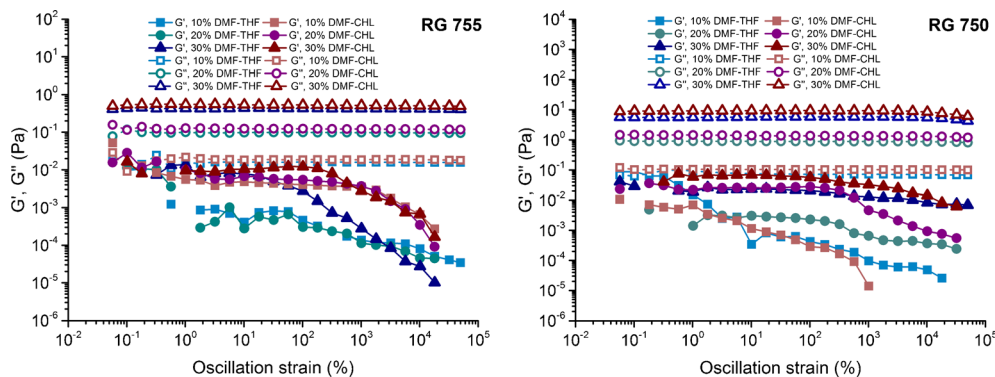 RG 755
G', 10% DMF-THF G', 10% DMF-CHL
G', 20% DMF-THF G', 20% DMF-CHL
G', 30% DMF-THF G', 30% DMF-CHL
G'', 10% DMF-THF G'', 10% DMF-CHL
G'', 20% DMF-THF G'', 20% DMF-CHL
G'', 30% DMF-THF G'', 30% DMF-CHL
G', G'' (Pa)
10²
10¹
10⁰
10⁻¹
10⁻²
10⁻³
10⁻⁴
10⁻⁵
10⁻⁶
10⁻² 10⁻¹ 10⁰ 10¹ 10² 10³ 10⁴ 10⁵
Oscillation strain (%)
RG 750
G', 10% DMF-THF G', 10% DMF-CHL
G', 20% DMF-THF G', 20% DMF-CHL
G', 30% DMF-THF G', 30% DMF-CHL
G'', 10% DMF-THF G'', 10% DMF-CHL
G'', 20% DMF-THF G'', 20% DMF-CHL
G'', 30% DMF-THF G'', 30% DMF-CHL
G', G'' (Pa)
10⁴
10³
10²
10¹
10⁰
10⁻¹
10⁻²
10⁻³
10⁻⁴
10⁻⁵
10⁻⁶
10⁻² 10⁻¹ 10⁰ 10¹ 10² 10³ 10⁴ 10⁵
Oscillation strain (%)